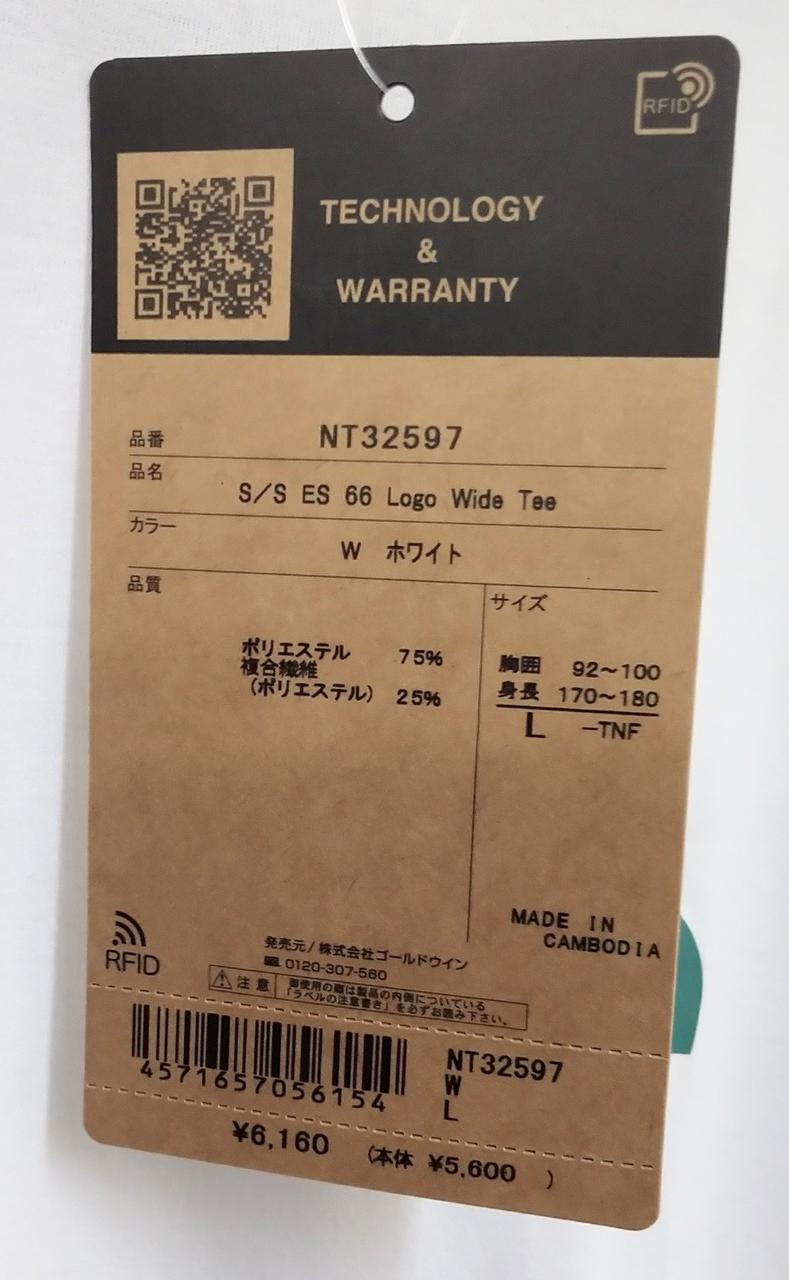 RFID
TECHNOLOGY
&
WARRANTY
品番 NT32597
品名
S/S ES 66 Logo Wide Tee
カラー
W ホワイト
品質
サイズ
ポリエステル 75%
複合繊維
(ポリエステル) 25%
胸囲 92~100
身長 170~180
L -TNF
MADE IN
CAMBODIA
RFID
発売元/株式会社ゴールドウイン
0120-307-560
注意
御使用の際は製品の内側についている
「ラベルの注意書き」を必ずお読み下さい。
4571657056154
NT32597
W
L
¥6,160 (本体 ¥5,600 )